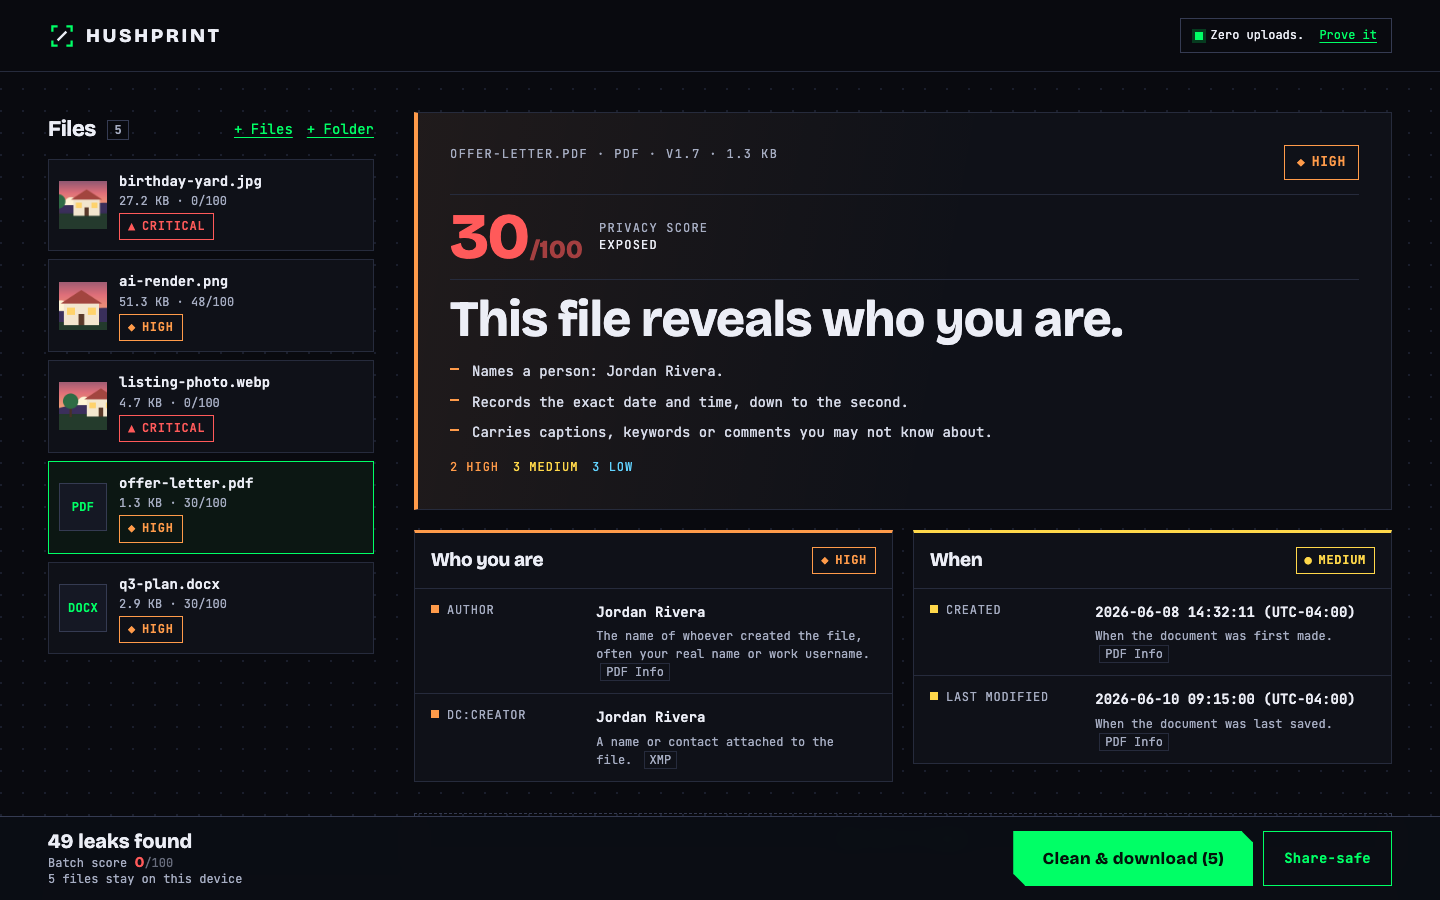 HUSHPRINT
Zero uploads. Prove it
Files 5 + Files + Folder
birthday-yard.jpg
27.2 KB · 0/100
▲ CRITICAL
ai-render.png
51.3 KB · 48/100
◆ HIGH
listing-photo.webp
4.7 KB · 0/100
▲ CRITICAL
PDF
offer-letter.pdf
1.3 KB · 30/100
◆ HIGH
DOCX
q3-plan.docx
2.9 KB · 30/100
◆ HIGH
OFFER-LETTER.PDF · PDF · V1.7 · 1.3 KB
◆ HIGH
30/100
PRIVACY SCORE
EXPOSED
This file reveals who you are.
Names a person: Jordan Rivera.
Records the exact date and time, down to the second.
Carries captions, keywords or comments you may not know about.
2 HIGH 3 MEDIUM 3 LOW
Who you are
◆ HIGH
AUTHOR
Jordan Rivera
The name of whoever created the file,
often your real name or work username.
PDF Info
DC:CREATOR
Jordan Rivera
A name or contact attached to the
file. XMP
When
● MEDIUM
CREATED
2026-06-08 14:32:11 (UTC-04:00)
When the document was first made.
PDF Info
LAST MODIFIED
2026-06-10 09:15:00 (UTC-04:00)
When the document was last saved.
PDF Info
49 leaks found
Batch score 0/100
5 files stay on this device
Clean & download (5)
Share-safe